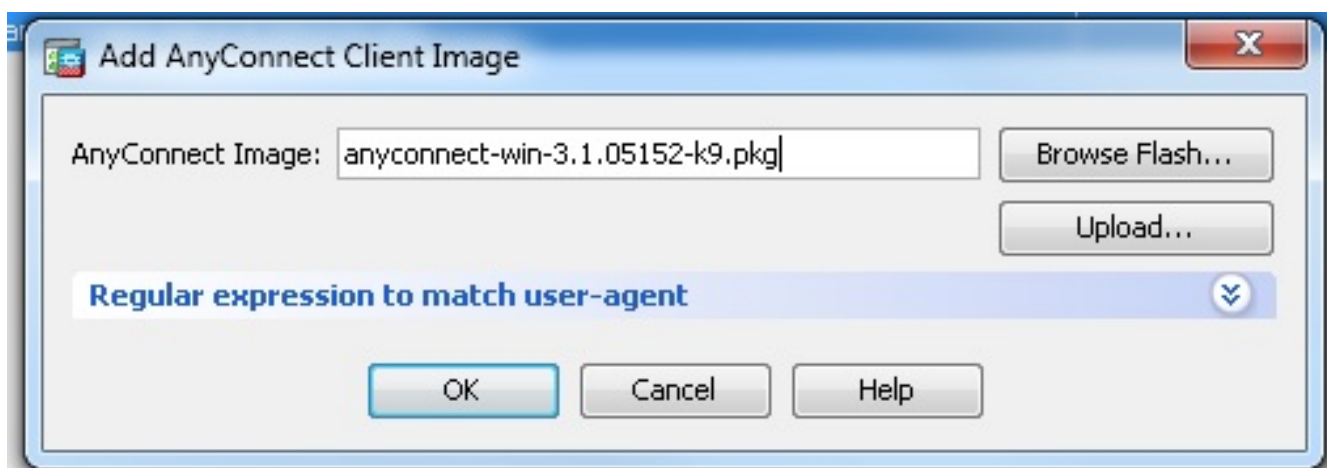 Add AnyConnect Client Image
AnyConnect Image: anyconnect-win-3.1.05152-k9.pkg Browse Flash...
Upload...
Regular expression to match user-agent
OK Cancel Help